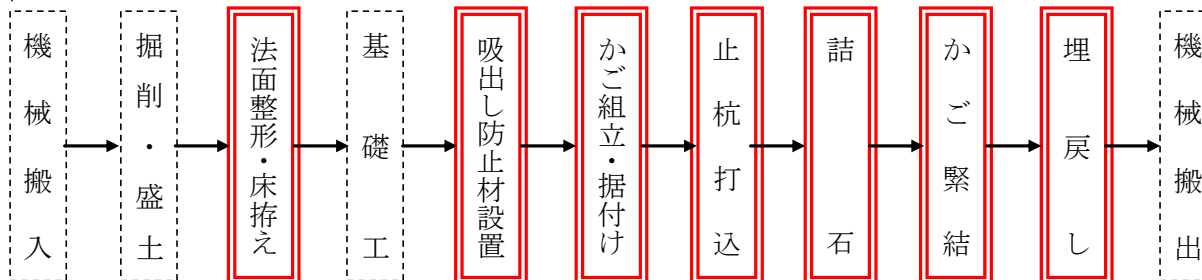 機械搬入
掘削・盛土
法面整形・床拵え
基礎工
吸出し防止材設置
かご組立・据付け
止杭打込
詰石
かご緊結
埋戻し
機械搬出